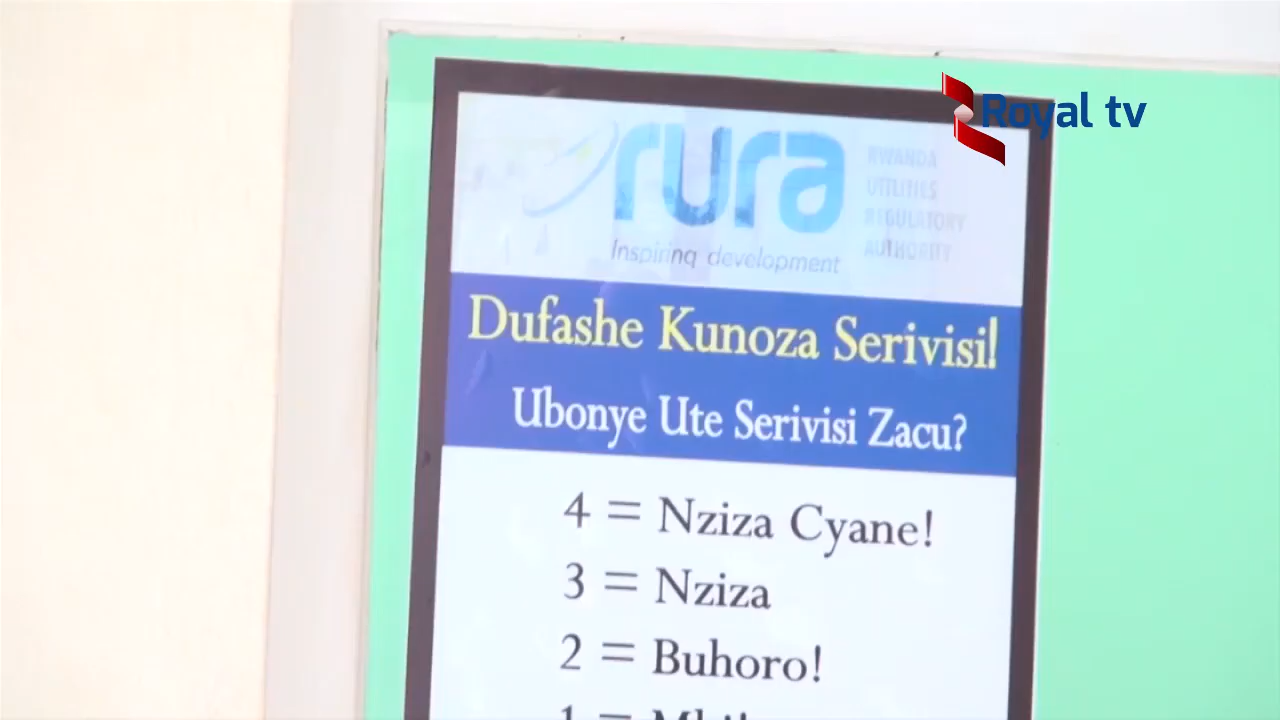 Royal tv
rura
Inspiring development
RWANDA
UTILITIES
REGULATORY
AUTHORITY
Dufashe Kunoza Serivisi!
Ubonye Ute Serivisi Zacu?
4 = Nziza Cyane!
3 = Nziza
2 = Buhoro!
1 =